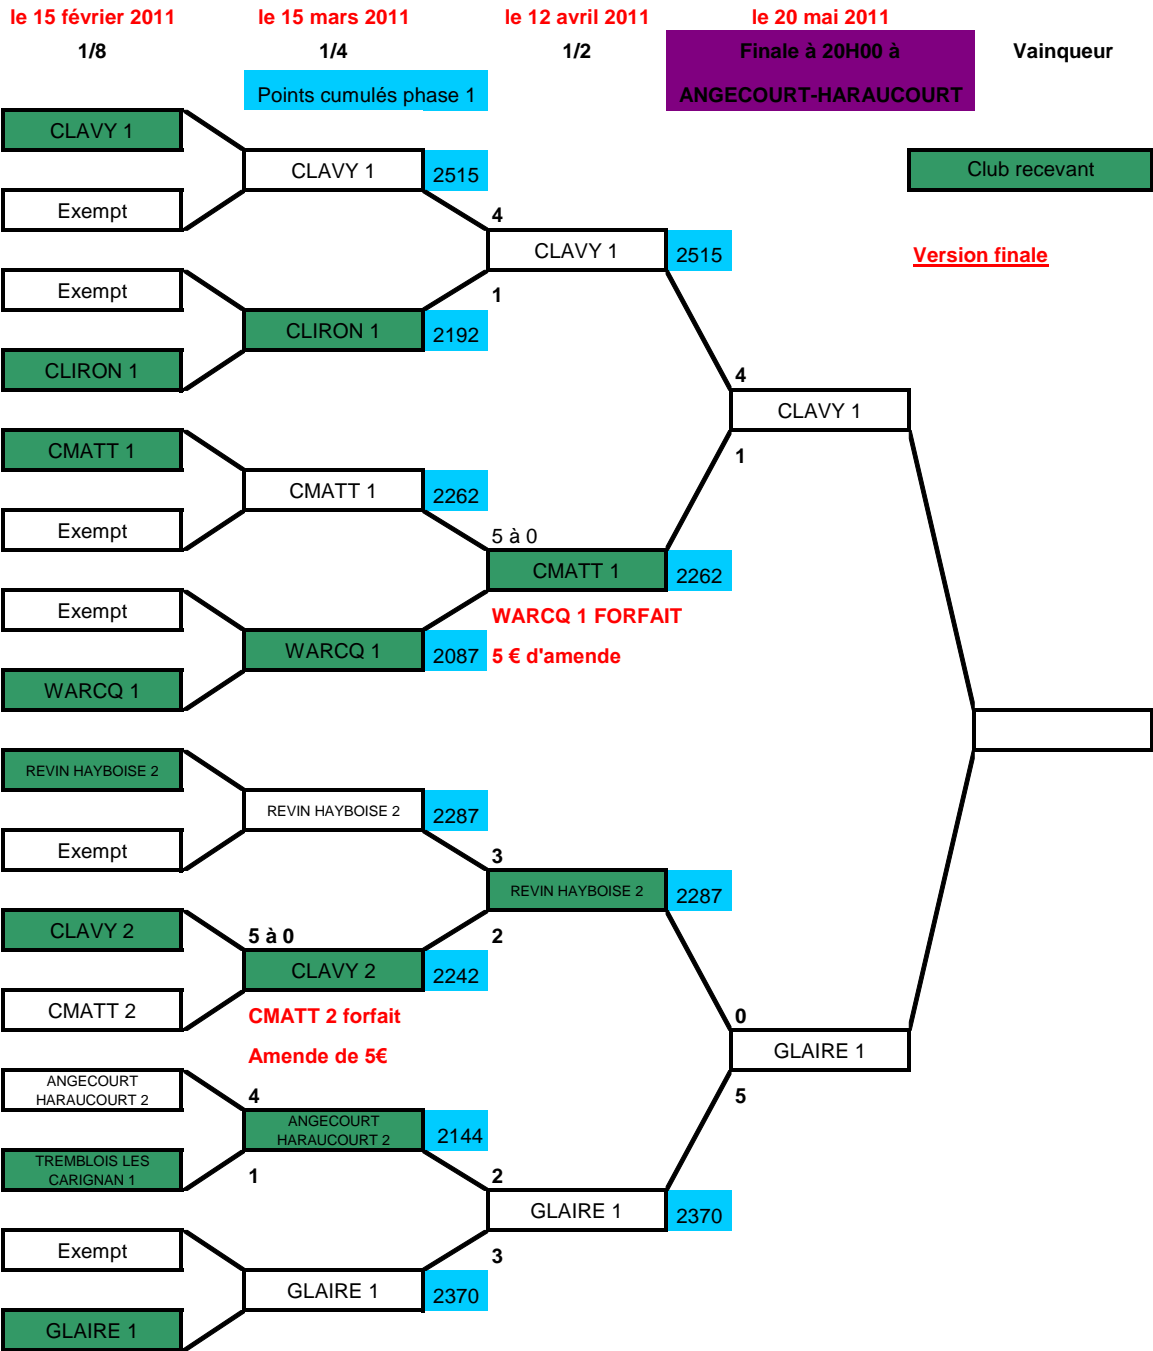 le 15 février 2011
le 15 mars 2011
le 12 avril 2011
le 20 mai 2011
1/8
1/4
1/2
Finale à 20H00 à
Vainqueur
Points cumulés phase 1
ANGECOURT-HARAUCOURT
CLAVY 1
CLAVY 1
2515
Club recevant
Exempt
4
CLAVY 1
2515
Version finale
Exempt
1
CLIRON 1
2192
CLIRON 1
4
CLAVY 1
CMATT 1
1
CMATT 1
2262
Exempt
5 à 0
CMATT 1
2262
Exempt
WARCQ 1 FORFAIT
WARCQ 1
2087
5 € d'amende
WARCQ 1
REVIN HAYBOISE 2
REVIN HAYBOISE 2
2287
Exempt
3
REVIN HAYBOISE 2
2287
CLAVY 2
5 à 0
2
CLAVY 2
2242
CMATT 2
CMATT 2 forfait
0
Amende de 5€
GLAIRE 1
ANGECOURT
HARAUCOURT 2
4
5
ANGECOURT
HARAUCOURT 2
2144
TREMBLOIS LES
CARIGNAN 1
1
2
GLAIRE 1
2370
Exempt
3
GLAIRE 1
2370
GLAIRE 1